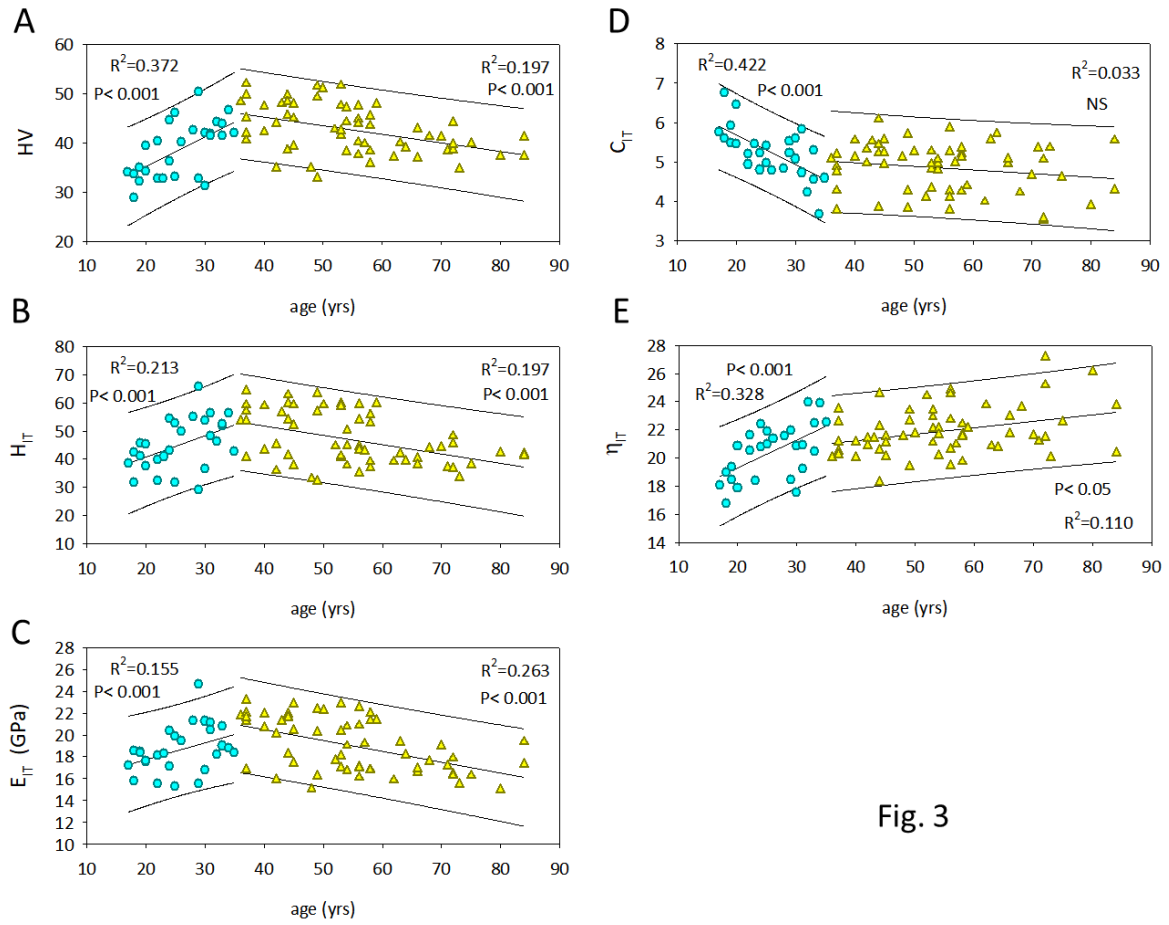 A
60
50
40
30
20
HV
R²=0.372
P< 0.001
R²=0.197
P< 0.001
10 20 30 40 50 60 70 80 90
age (yrs)
B
80
70
60
50
40
30
20
10
H_IT
R²=0.213
P< 0.001
R²=0.197
P< 0.001
10 20 30 40 50 60 70 80 90
age (yrs)
C
28
26
24
22
20
18
16
14
12
10
E_IT (GPa)
R²=0.155
P< 0.001
R²=0.263
P< 0.001
10 20 30 40 50 60 70 80 90
age (yrs)
D
8
7
6
5
4
3
C_IT
R²=0.422
P< 0.001
R²=0.033
NS
10 20 30 40 50 60 70 80 90
age (yrs)
E
28
26
24
22
20
18
16
14
η_IT
P< 0.001
R²=0.328
P< 0.05
R²=0.110
10 20 30 40 50 60 70 80 90
age (yrs)
Fig. 3